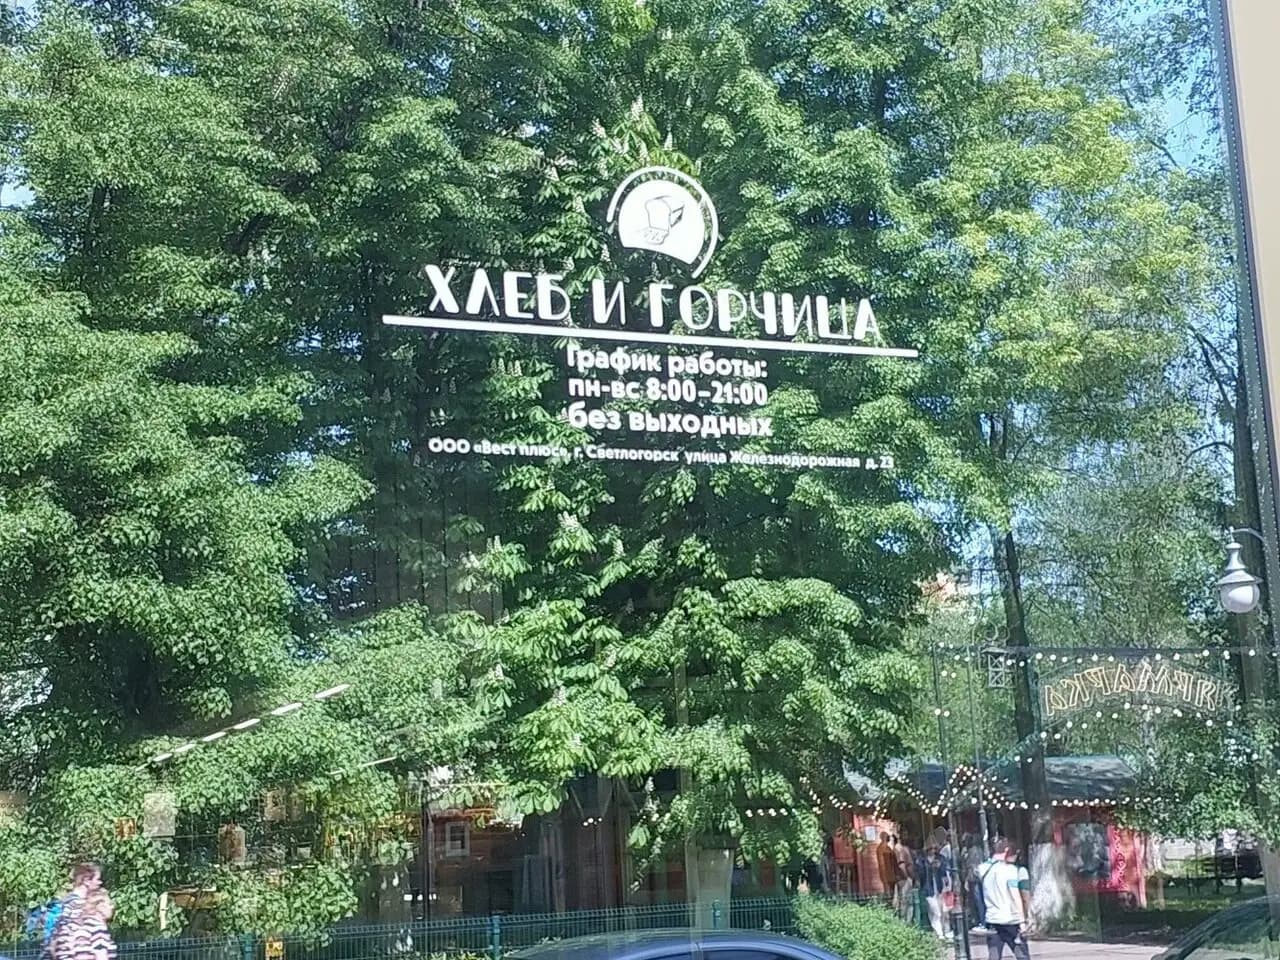 ХЛЕБ И ГОРЧИЦА
График работы:
пн-вс 8:00-21:00
без выходных
ООО «Вест плюс», г. Светлогорск улица Железнодорожная д. 23
ЯРМАРКА